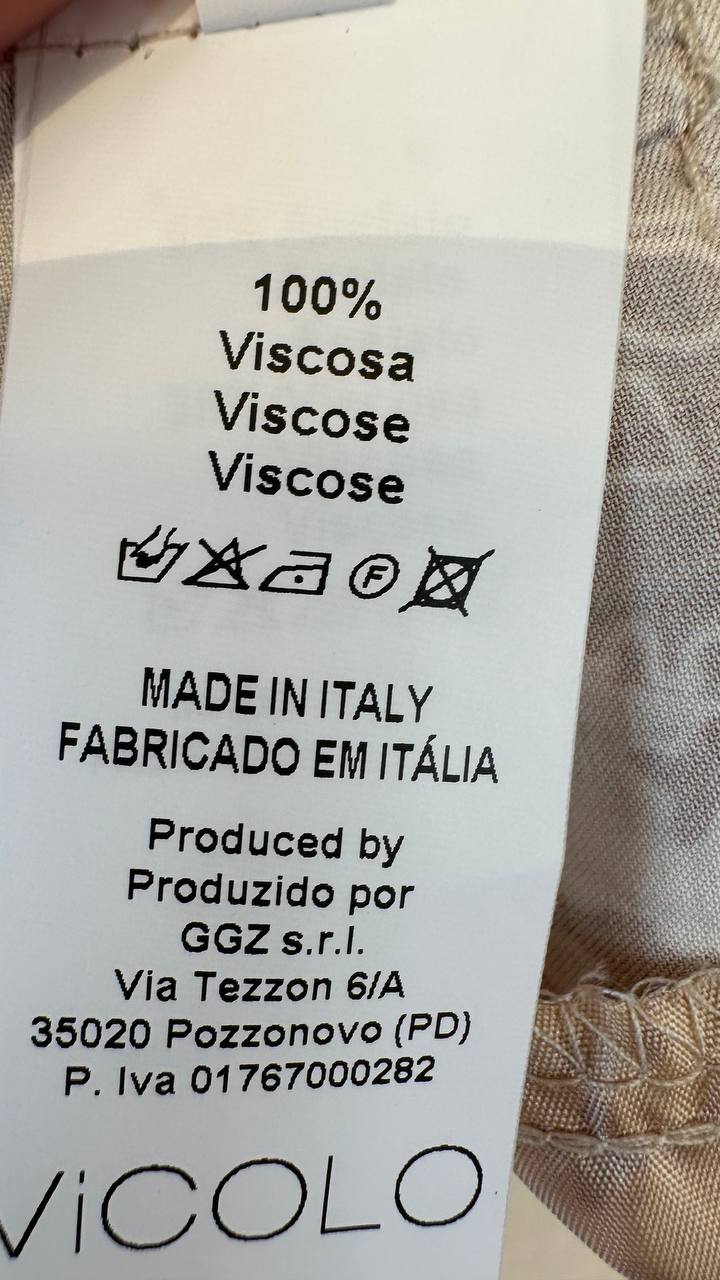 100%
Viscosa
Viscose
Viscose
F
MADE IN ITALY
FABRICADO EM ITÁLIA
Produced by
Produzido por
GGZ s.r.l.
Via Tezzon 6/A
35020 Pozzonovo (PD)
P. Iva 01767000282
ViCOLO